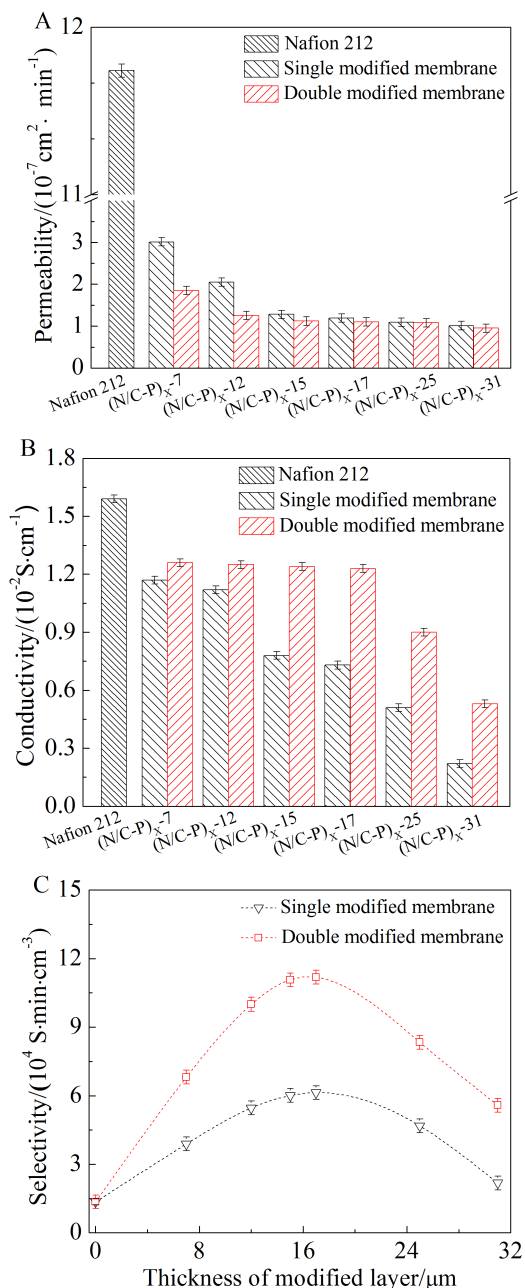 A
12
11
3
2
1
0
Permeability/(10⁻⁷cm²· min⁻¹)
Nafion 212
Single modified membrane
Double modified membrane
Nafion 212
(N/C-P)ₓ-7
(N/C-P)ₓ-12
(N/C-P)ₓ-15
(N/C-P)ₓ-17
(N/C-P)ₓ-25
(N/C-P)ₓ-31
B
1.8
1.5
1.2
0.9
0.6
0.3
0.0
Conductivity/(10⁻²S·cm⁻¹)
Nafion 212
Single modified membrane
Double modified membrane
Nafion 212
(N/C-P)ₓ-7
(N/C-P)ₓ-12
(N/C-P)ₓ-15
(N/C-P)ₓ-17
(N/C-P)ₓ-25
(N/C-P)ₓ-31
C
15
12
9
6
3
0
Selectivity/(10⁴ S·min·cm⁻³)
Single modified membrane
Double modified membrane
0 8 16 24 32
Thickness of modified layer/μm